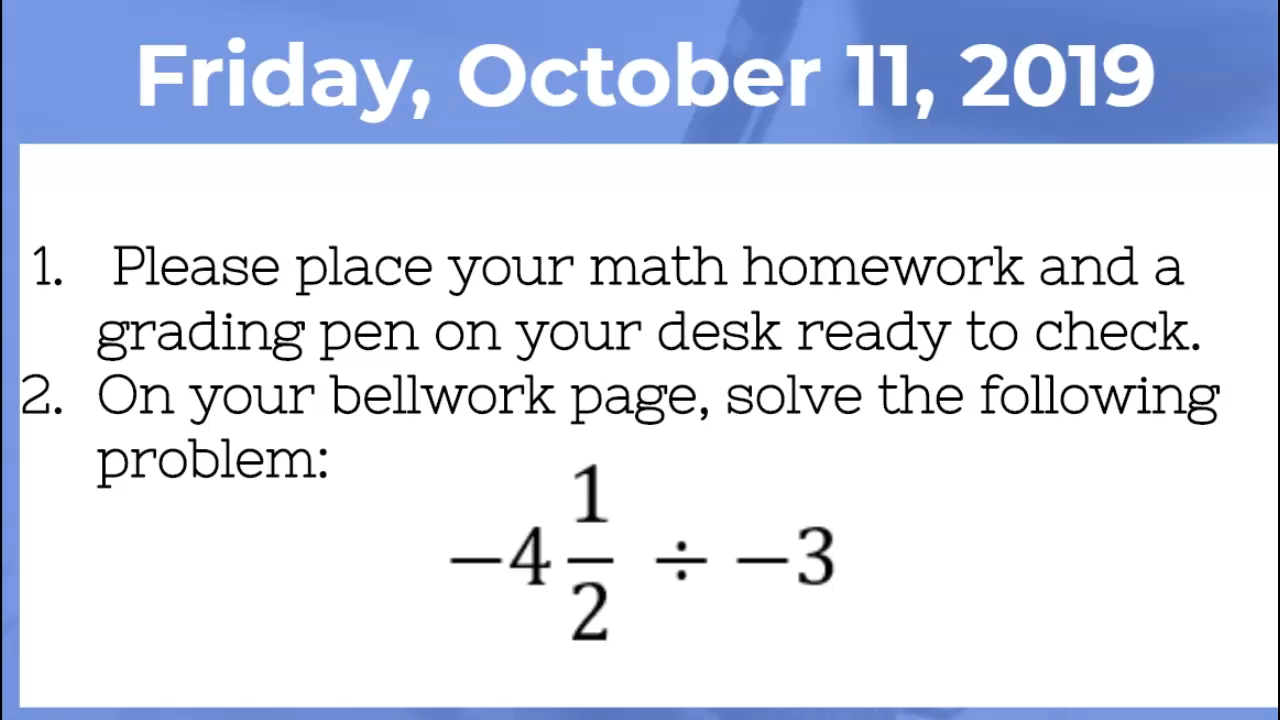 Friday, October 11, 2019
1. Please place your math homework and a
grading pen on your desk ready to check.
2. On your bellwork page, solve the following
problem:
−4 1/2 ÷ −3